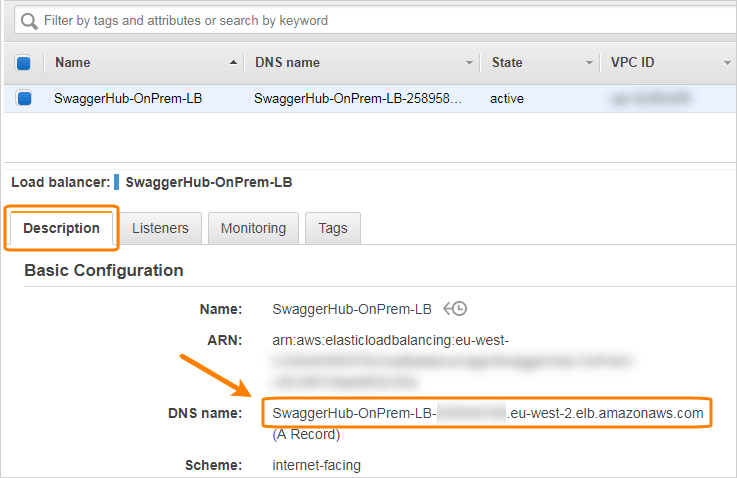 Filter by tags and attributes or search by keyword
Name DNS name State VPC ID
SwaggerHub-OnPrem-LB SwaggerHub-OnPrem-LB-258958... active
Load balancer: SwaggerHub-OnPrem-LB
Description Listeners Monitoring Tags
Basic Configuration
Name: SwaggerHub-OnPrem-LB
ARN: arn:aws:elasticloadbalancing:eu-west-
DNS name: SwaggerHub-OnPrem-LB- .eu-west-2.elb.amazonaws.com
(A Record)
Scheme: internet-facing